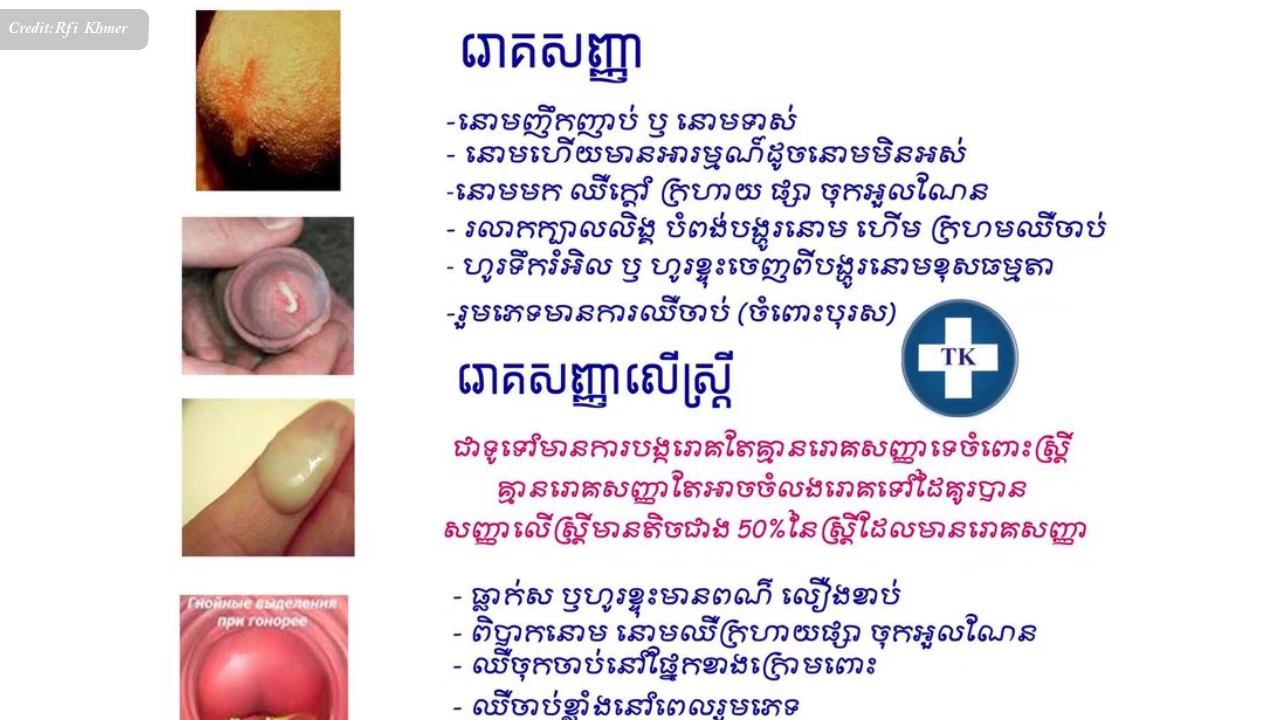 Credit:Rfi Khmer
រោគសញ្ញា
-នោមញឹកញាប់ ឬ នោមទាស់
- នោមហើយមានអារម្មណ៍ដូចនោមមិនអស់
-នោមមក ឈឺក្តៅ ក្រហាយ ផ្សា ចុកអួលណែន
- រលាកក្បាលលិង្គ បំពង់បង្ហូរនោម ហើម ក្រហមឈឺចាប់
- ហូរទឹករំអិល ឬ ហូរខ្ទុះចេញពីបង្ហូរនោមខុសធម្មតា
-រួមភេទមានការឈឺចាប់ (ចំពោះបុរស)
TK
រោគសញ្ញាលើស្ត្រី
ជាទូទៅមានការបង្ករោគតែគ្មានរោគសញ្ញាទេចំពោះស្ត្រី
គ្មានរោគសញ្ញាតែអាចចំលងរោគទៅដៃគូរបាន
សញ្ញាលើស្ត្រីមានតិចជាង 50%នៃស្ត្រីដែលមានរោគសញ្ញា
Гнойные выделения
при гонорее
- ធ្លាក់ស ឬហូរខ្ទុះមានពណ៌ លឿងខាប់
- ពិបាកនោម នោមឈឺក្រហាយផ្សា ចុកអួលណែន
- ឈឺចុកចាប់នៅផ្នែកខាងក្រោមពោះ
- ឈឺចាប់ខ្លាំងនៅពេលរួមភេទ